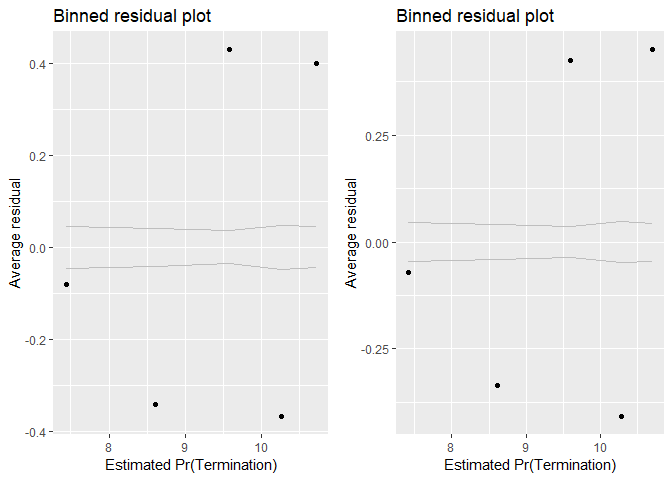 Binned residual plot
Average residual
0.4
0.2
0.0
-0.2
-0.4
8
9
10
Estimated Pr(Termination)
Binned residual plot
Average residual
0.25
0.00
-0.25
8
9
10
Estimated Pr(Termination)